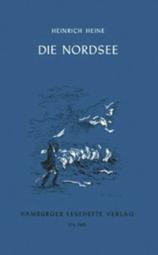 HEINRICH HEINE
DIE NORDSEE
HAMBURGER LESEHEFTE VERLAG